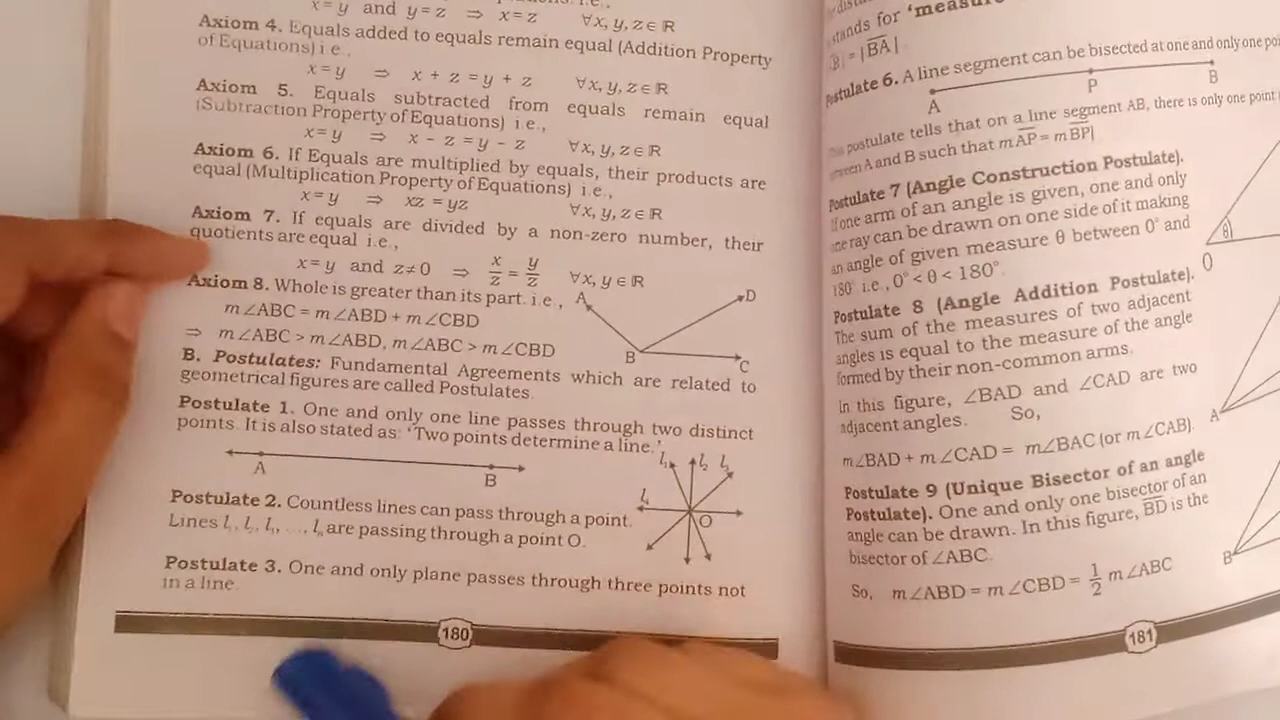 x = y and y = z ⇒ x = z ∀x, y, z ∈ ℝ
Axiom 4. Equals added to equals remain equal (Addition Property
of Equations) i e.,
x = y ⇒ x + z = y + z ∀x, y, z ∈ ℝ
Axiom 5. Equals subtracted from equals remain equal
(Subtraction Property of Equations) i e.,
x = y ⇒ x - z = y - z ∀x, y, z ∈ ℝ
Axiom 6. If Equals are multiplied by equals, their products are
equal (Multiplication Property of Equations) i e.,
x = y ⇒ xz = yz ∀x, y, z ∈ ℝ
Axiom 7. If equals are divided by a non-zero number, their
quotients are equal i.e.,
x = y and z ≠ 0 ⇒ x/z = y/z ∀x, y ∈ ℝ
Axiom 8. Whole is greater than its part. i.e.,
m∠ABC = m∠ABD + m∠CBD
⇒ m∠ABC > m∠ABD, m∠ABC > m∠CBD
A
D
B
C
B. Postulates: Fundamental Agreements which are related to
geometrical figures are called Postulates.
Postulate 1. One and only one line passes through two distinct
points. It is also stated as: 'Two points determine a line.'
A B
Postulate 2. Countless lines can pass through a point.
Lines l₁, l₂, l₃, ...., lₙ are passing through a point O.
l₁ l₂ l₃
l₄
O
Postulate 3. One and only plane passes through three points not
in a line.
180
stands for 'measure
= |BA|
Postulate 6. A line segment can be bisected at one and only one
A P B
postulate tells that on a line segment AB, there is only one point
A and B such that mAP = mBP|
Postulate 7 (Angle Construction Postulate).
If one arm of an angle is given, one and only
one ray can be drawn on one side of it making
an angle of given measure θ between 0° and
180° i.e., 0° < θ < 180°.
θ
O
Postulate 8 (Angle Addition Postulate).
The sum of the measures of two adjacent
angles is equal to the measure of the angle
formed by their non-common arms.
In this figure, ∠BAD and ∠CAD are two
adjacent angles. So,
m∠BAD + m∠CAD = m∠BAC (or m∠CAB).
A
Postulate 9 (Unique Bisector of an angle
Postulate). One and only one bisector of an
angle can be drawn. In this figure, BD is the
bisector of ∠ABC.
So, m∠ABD = m∠CBD = 1/2 m∠ABC
B
181